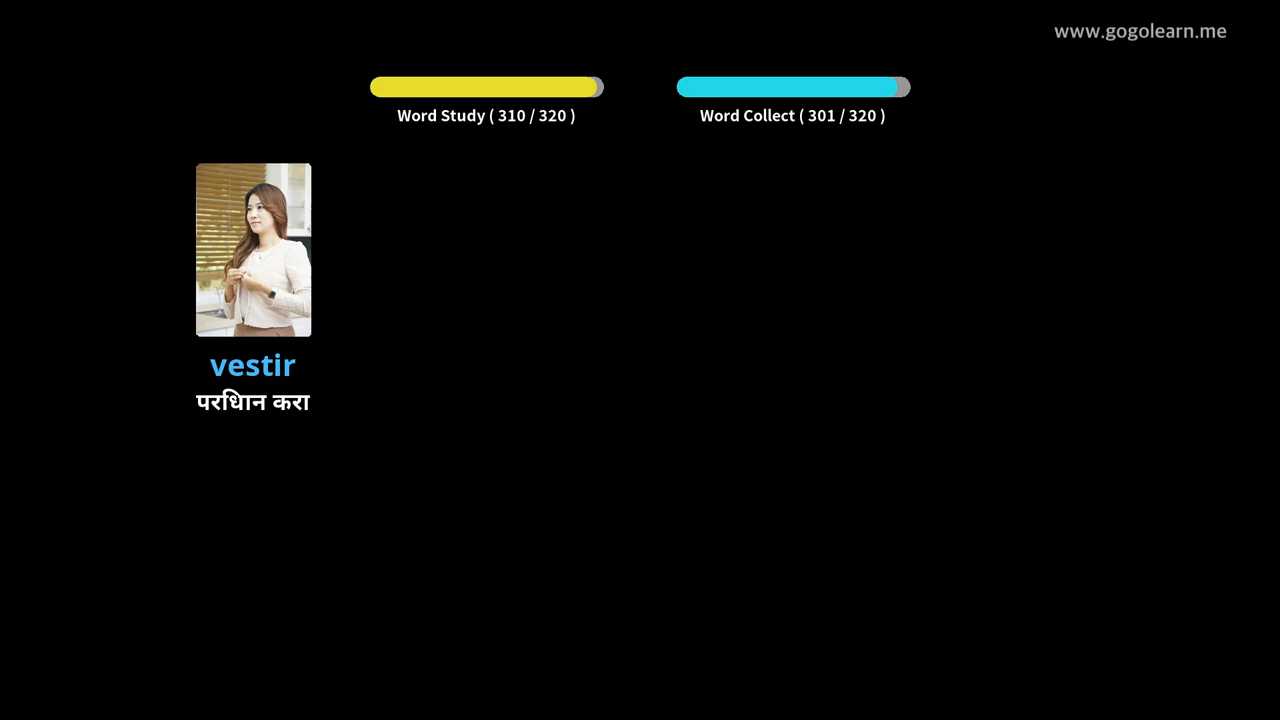 www.gogolearn.me
Word Study ( 310 / 320 )
Word Collect ( 301 / 320 )
vestir
परिधान करा